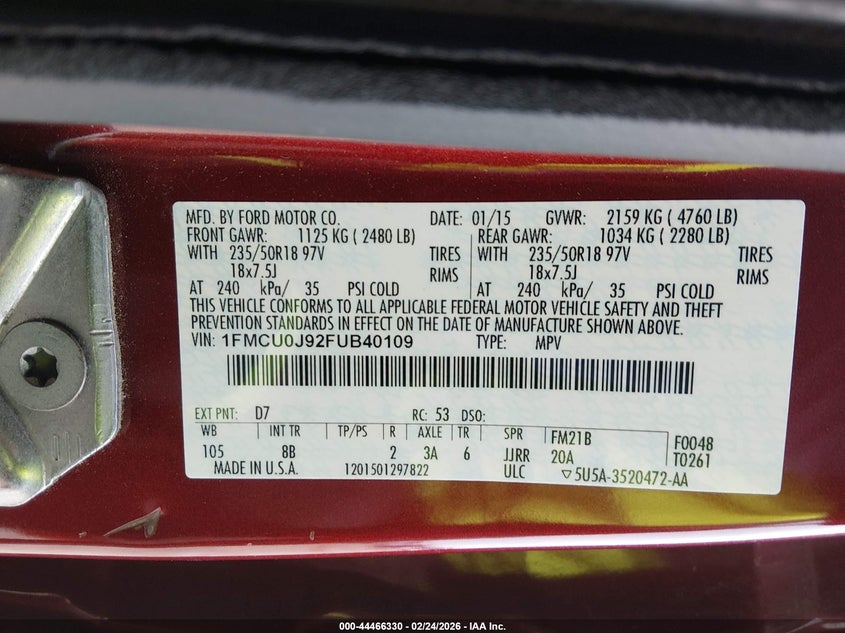 MFD. BY FORD MOTOR CO. DATE: 01/15 GVWR: 2159 KG ( 4760 LB)
FRONT GAWR: 1125 KG ( 2480 LB) REAR GAWR: 1034 KG ( 2280 LB)
WITH 235/50R18 97V TIRES WITH 235/50R18 97V TIRES
18x7.5J RIMS 18x7.5J RIMS
AT 240 kPa/ 35 PSI COLD AT 240 kPa/ 35 PSI COLD
THIS VEHICLE CONFORMS TO ALL APPLICABLE FEDERAL MOTOR VEHICLE SAFETY AND THEFT
PREVENTION STANDARDS IN EFFECT ON THE DATE OF MANUFACTURE SHOWN ABOVE.
VIN: 1FMCU0J92FUB40109 TYPE: MPV
EXT PNT: D7 RC: 53 DSO:
WB INT TR TP/PS R AXLE TR SPR FM21B F0048
105 8B 2 3A 6 JJRR 20A T0261
MADE IN U.S.A. 1201501297822 ULC ▽5U5A-3520472-AA
000-44466330 - 02/24/2026 - IAA Inc.